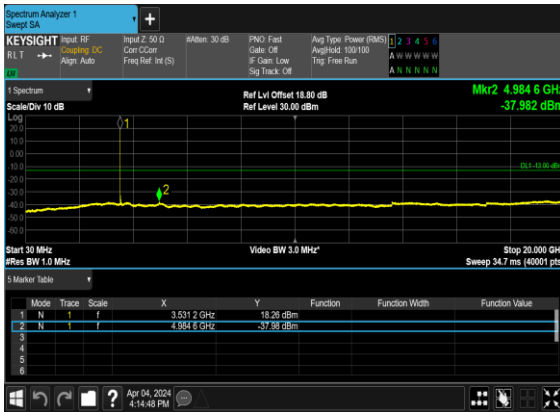 Spectrum Analyzer 1
Swept SA
+
KEYSIGHT
RLT
Input: RF
Coupling: DC
Align: Auto
Input Z: 50 Ω
Corr CCorr
Freq Ref: Int (S)
#Atten: 30 dB
PNO: Fast
Gate: Off
IF Gain: Low
Sig Track: Off
Avg Type: Power (RMS)
Avg|Hold: 100/100
Trig: Free Run
1 2 3 4 5 6
A W W W W W
A N N N N N
1 Spectrum
Scale/Div 10 dB
Ref Lvl Offset 18.80 dB
Ref Level 30.00 dBm
Mkr2 4.984 6 GHz
-37.982 dBm
Log
20.0
10.0
0.00
-10.0
-20.0
-30.0
-40.0
-50.0
-60.0
1
2
DL1 -13.00 dBm
Start 30 MHz
#Res BW 1.0 MHz
Video BW 3.0 MHz*
Stop 20.000 GHz
Sweep 34.7 ms (40001 pts)
5 Marker Table
Mode Trace Scale X Y Function Function Width Function Value
1 N 1 f 3.531 2 GHz 18.26 dBm
2 N 1 f 4.984 6 GHz -37.98 dBm
3
4
5
6
?
Apr 04, 2024
4:14:48 PM